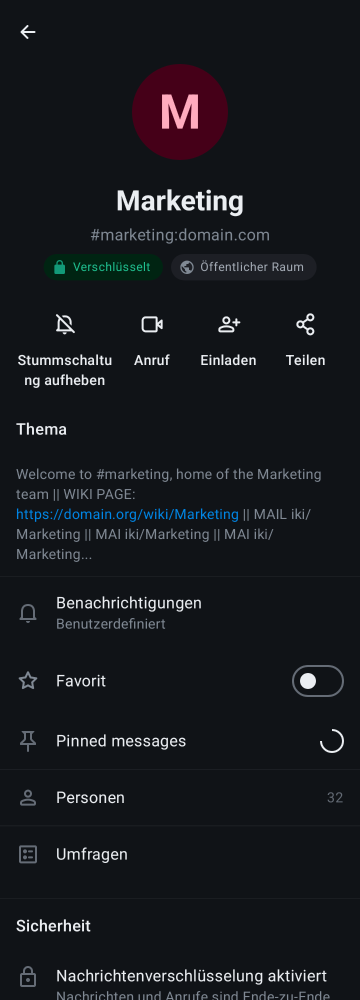 M
Marketing
#marketing:domain.com
Verschlüsselt
Öffentlicher Raum
Stummschaltu
ng aufheben
Anruf
Einladen
Teilen
Thema
Welcome to #marketing, home of the Marketing
team || WIKI PAGE:
https://domain.org/wiki/Marketing || MAIL iki/
Marketing || MAI iki/Marketing || MAI iki/
Marketing...
Benachrichtigungen
Benutzerdefiniert
Favorit
Pinned messages
Personen 32
Umfragen
Sicherheit
Nachrichtenverschlüsselung aktiviert
Nachrichten und Anrufe sind Ende-zu-Ende